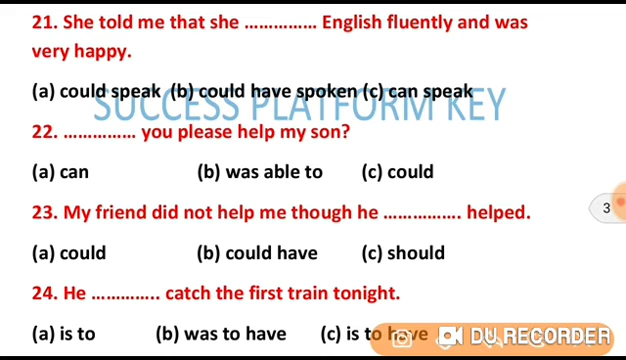 21. She told me that she ............... English fluently and was
very happy.
(a) could speak (b) could have spoken (c) can speak
SUCCESS PLATFORM KEY
22. ............... you please help my son?
(a) can (b) was able to (c) could
23. My friend did not help me though he ................ helped.
(a) could (b) could have (c) should
24. He .............. catch the first train tonight.
(a) is to (b) was to have (c) is to have
DU RECORDER
3